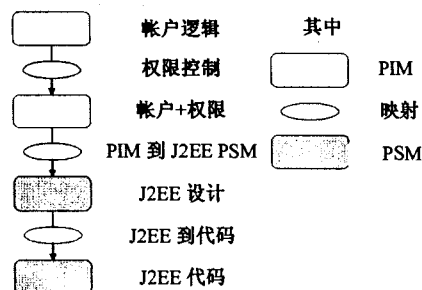 帐户逻辑 其中
权限控制 PIM
帐户+权限 映射
PIM 到 J2EE PSM PSM
J2EE 设计
J2EE 到代码
J2EE 代码